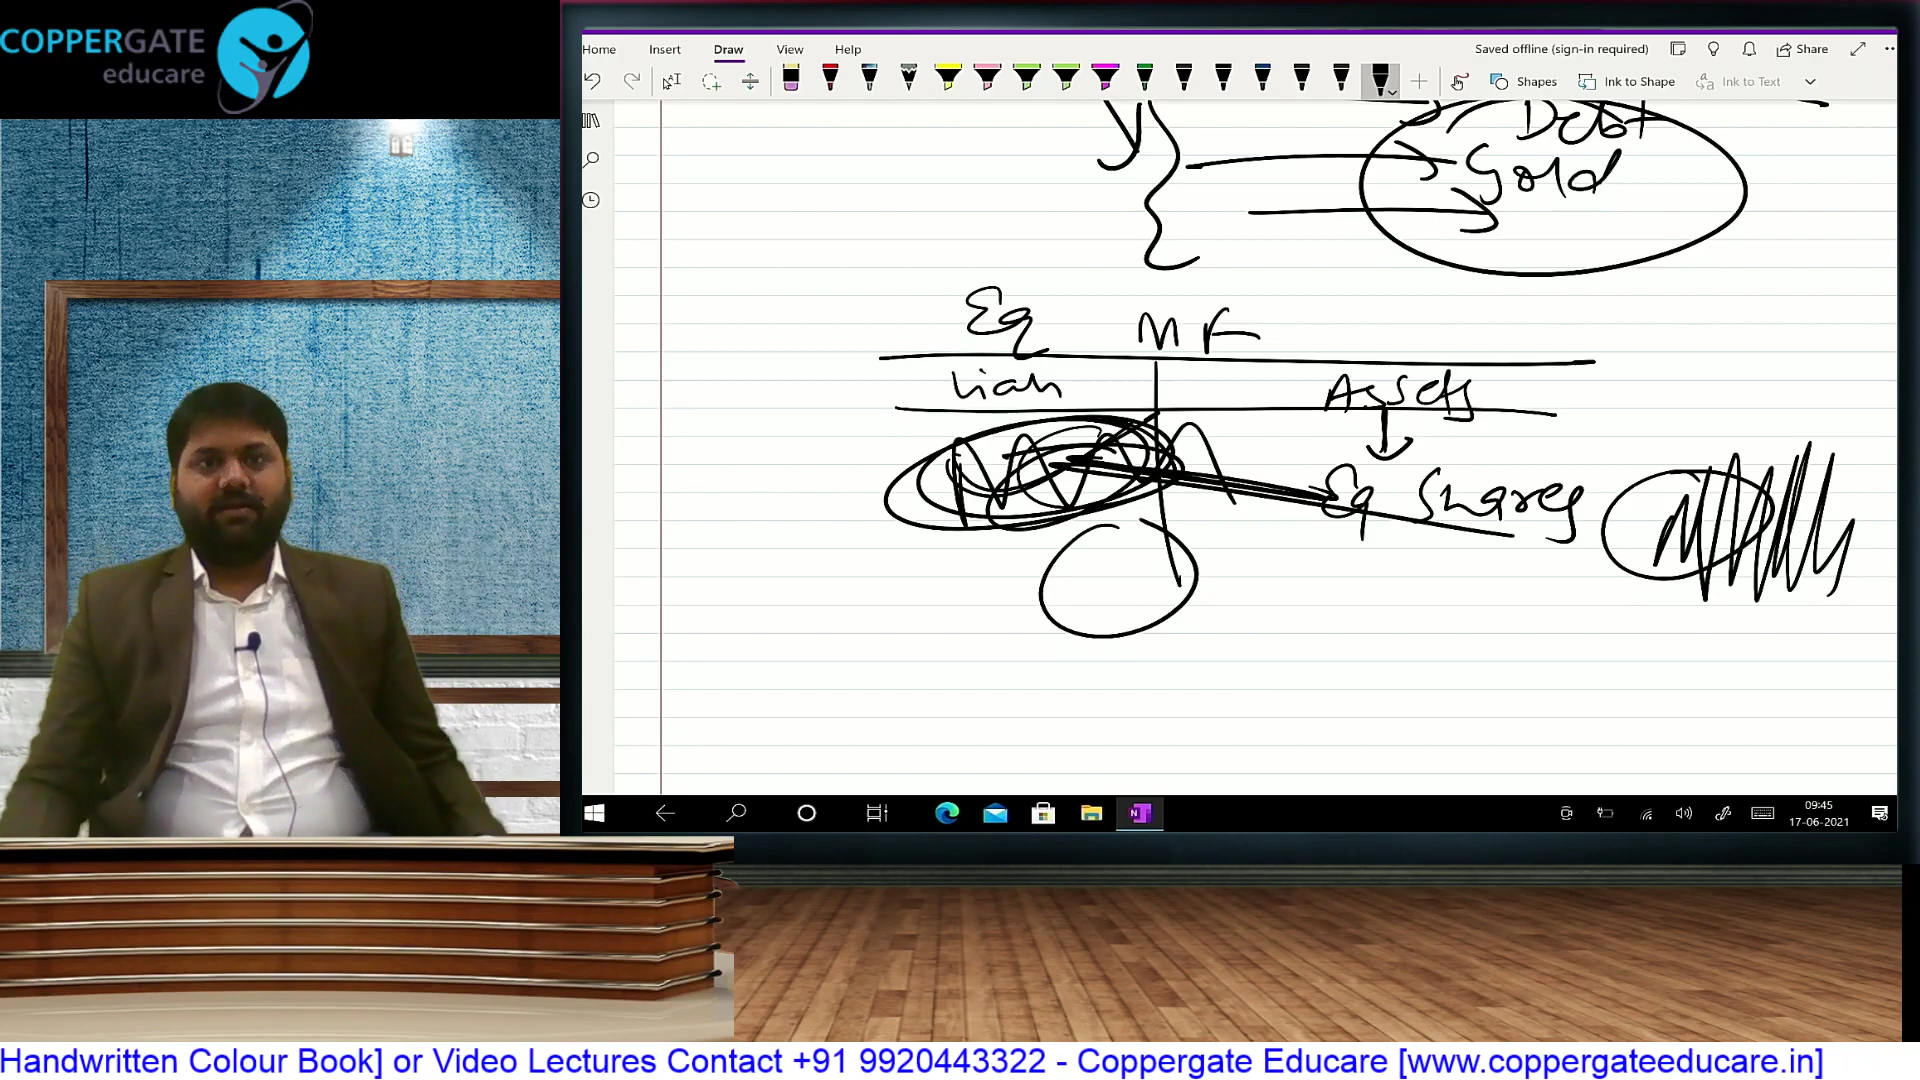 COPPERGATE
educare
Home Insert Draw View Help
Saved offline (sign-in required)
Share
Shapes
Ink to Shape
Ink to Text
Debt
Gold
Eq MF
Liab Assets
Eq Shares
09:45
17-06-2021
Handwritten Colour Book] or Video Lectures Contact +91 9920443322 - Coppergate Educare [www.coppergateeducare.in]